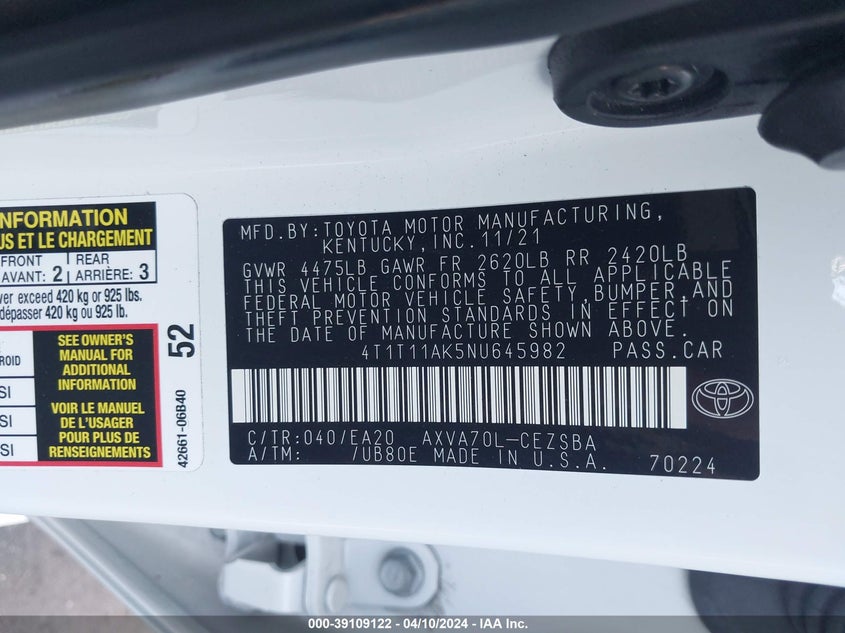 INFORMATION
US ET LE CHARGEMENT
FRONT
AVANT: 2
REAR
ARRIÈRE: 3
ver exceed 420 kg or 925 lbs.
dépasser 420 kg ou 925 lb.
ROID
SI
SI
SI
SEE OWNER'S
MANUAL FOR
ADDITIONAL
INFORMATION
VOIR LE MANUEL
DE L'USAGER
POUR PLUS DE
RENSEIGNEMENTS
52
42661-06B40
MFD.BY:TOYOTA MOTOR MANUFACTURING,
KENTUCKY,INC.11/21
GVWR 4475LB GAWR FR 2620LB RR 2420LB
THIS VEHICLE CONFORMS TO ALL APPLICABLE
FEDERAL MOTOR VEHICLE SAFETY,BUMPER,AND
THEFT PREVENTION STANDARDS IN EFFECT ON
THE DATE OF MANUFACTURE SHOWN ABOVE.
4T1T11AK5NU645982 PASS.CAR
C/TR:040/EA20 AXVA70L-CEZSBA
A/TM: /UB80E MADE IN U.S.A. 70224
000-39109122 - 04/10/2024 - © IAA Inc.